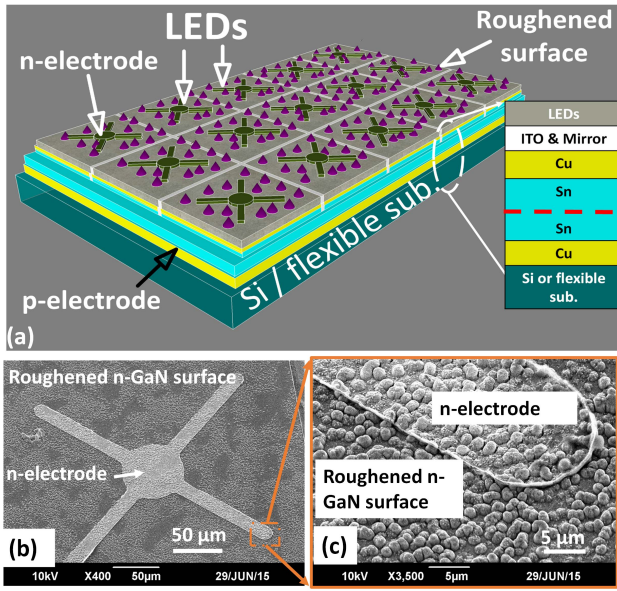 LEDs
n-electrode
Roughened
surface
LEDs
ITO & Mirror
Cu
Sn
Sn
Cu
Si or flexible
sub.
Si / flexible sub.
p-electrode
(a)
Roughened n-GaN surface
n-electrode
50 µm
(b)
10kV X400 50µm 29/JUN/15
n-electrode
Roughened n-
GaN surface
5 µm
(c)
10kV X3,500 5µm 29/JUN/15